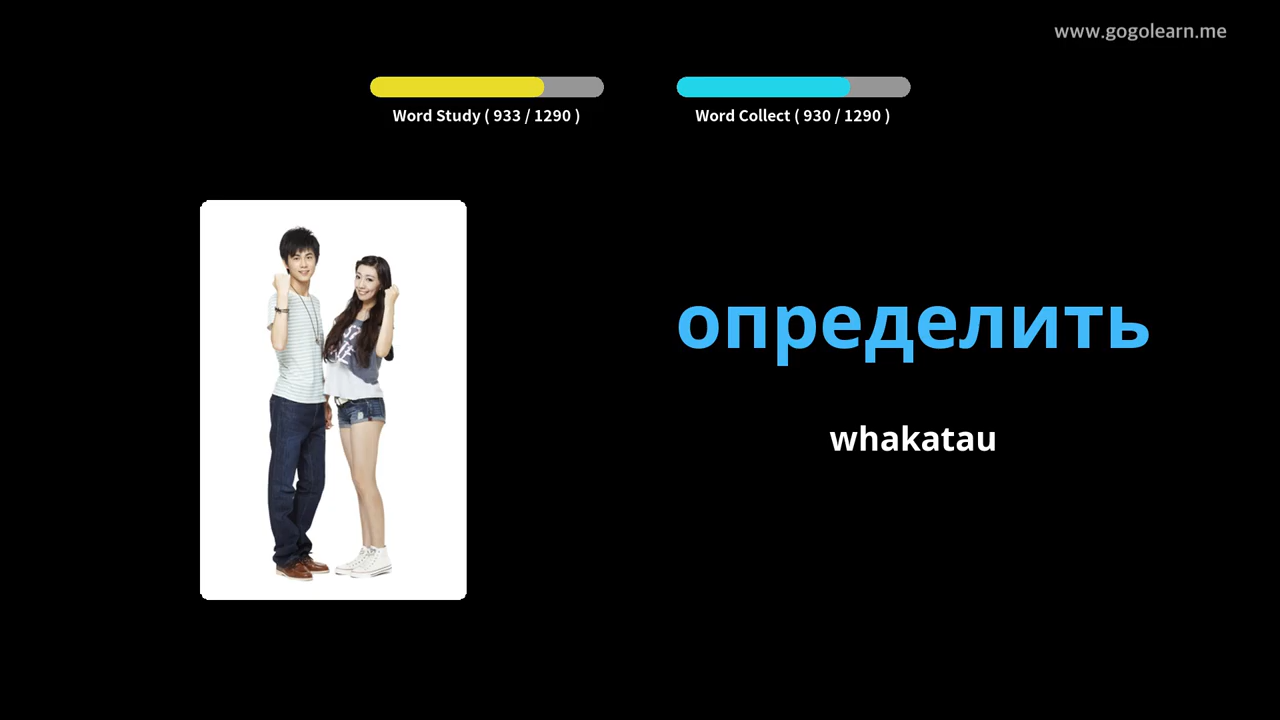 www.gogolearn.me
Word Study ( 933 / 1290 )
Word Collect ( 930 / 1290 )
определить
whakatau